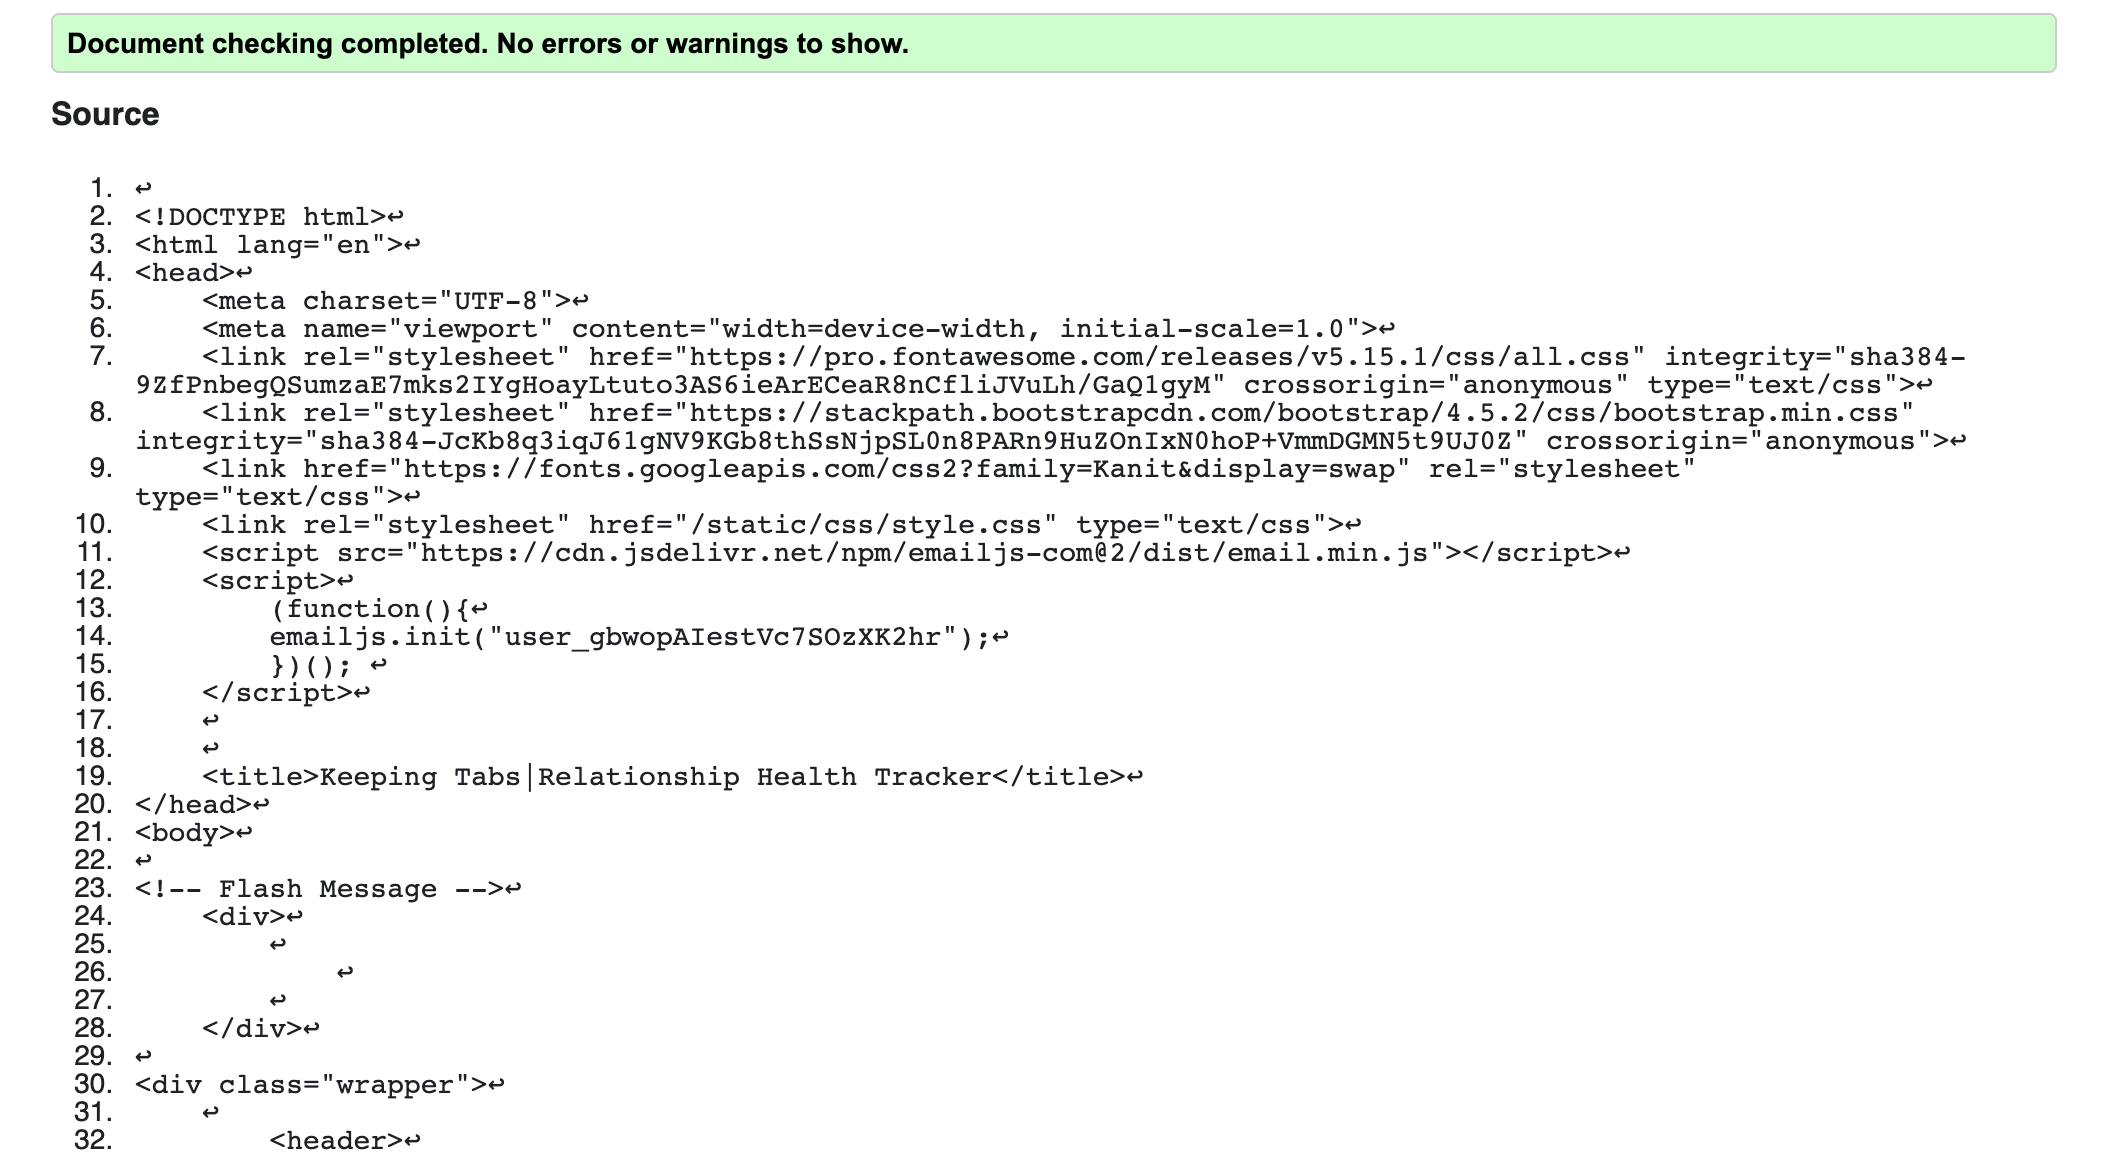 Document checking completed. No errors or warnings to show.
Source
1. ↩
2. <!DOCTYPE html>↩
3. <html lang="en">↩
4. <head>↩
5.     <meta charset="UTF-8">↩
6.     <meta name="viewport" content="width=device-width, initial-scale=1.0">↩
7.     <link rel="stylesheet" href="https://pro.fontawesome.com/releases/v5.15.1/css/all.css" integrity="sha384-
9ZfPnbegQSumzaE7mks2IYgHoayLtuto3AS6ieArECeaR8nCfliJVuLh/GaQ1gyM" crossorigin="anonymous" type="text/css">↩
8.     <link rel="stylesheet" href="https://stackpath.bootstrapcdn.com/bootstrap/4.5.2/css/bootstrap.min.css"
integrity="sha384-JcKb8q3iqJ61gNV9KGb8thSsNjpSL0n8PARn9HuZOnIxN0hoP+VmmDGMN5t9UJ0Z" crossorigin="anonymous">↩
9.     <link href="https://fonts.googleapis.com/css2?family=Kanit&display=swap" rel="stylesheet"
type="text/css">↩
10.     <link rel="stylesheet" href="/static/css/style.css" type="text/css">↩
11.     <script src="https://cdn.jsdelivr.net/npm/emailjs-com@2/dist/email.min.js"></script>↩
12.     <script>↩
13.         (function(){↩
14.         emailjs.init("user_gbwopAIestVc7SOzXK2hr");↩
15.         })(); ↩
16.     </script>↩
17.     ↩
18.     ↩
19.     <title>Keeping Tabs|Relationship Health Tracker</title>↩
20. </head>↩
21. <body>↩
22. ↩
23. <!-- Flash Message -->↩
24.     <div>↩
25.         ↩
26.             ↩
27.         ↩
28.     </div>↩
29. ↩
30. <div class="wrapper">↩
31.     ↩
32.         <header>↩